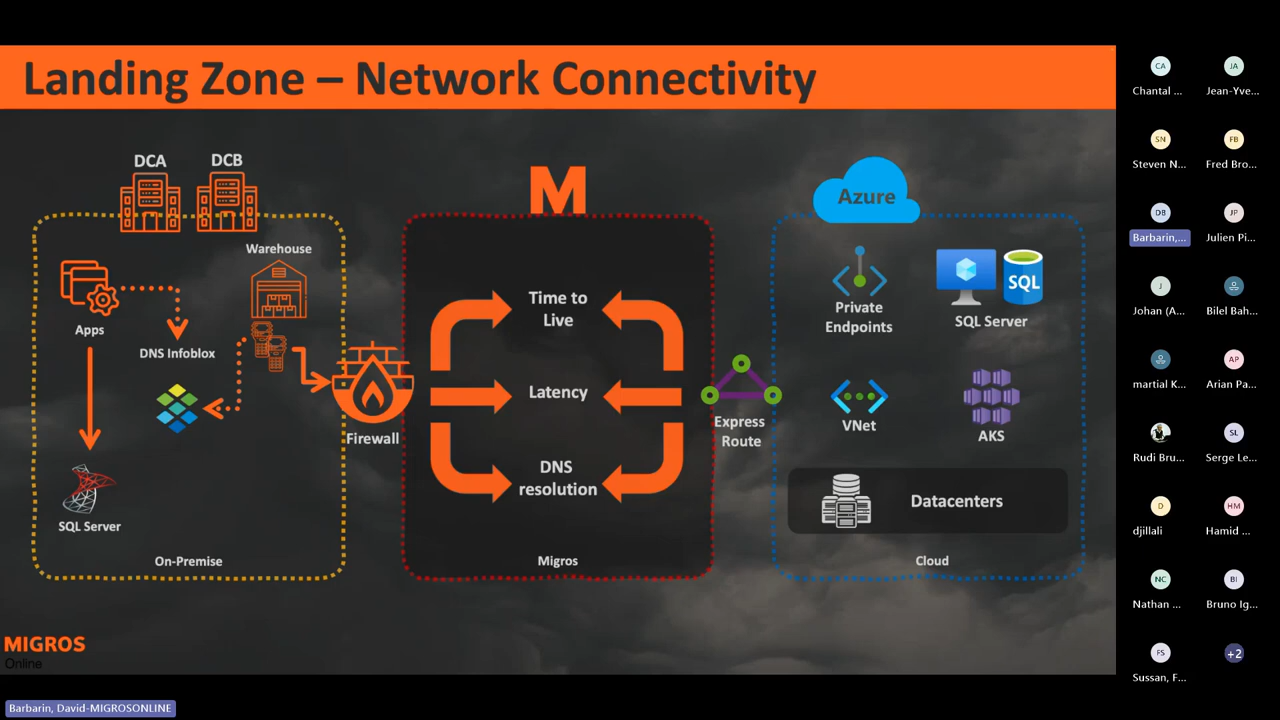 Landing Zone – Network Connectivity
DCA
DCB
Warehouse
Apps
DNS Infoblox
SQL Server
On-Premise
Firewall
M
Time to
Live
Latency
DNS
resolution
Migros
Express
Route
Azure
Private
Endpoints
SQL
SQL Server
VNet
AKS
Datacenters
Cloud
MIGROS
Online
CA
Chantal ...
JA
Jean-Yve...
SN
Steven N...
FB
Fred Bro...
DB
Barbarin,...
JP
Julien Pi...
J
Johan (A...
Bilel Bah...
martial K...
AP
Arian Pa...
Rudi Bru...
SL
Serge Le...
D
djillali
HM
Hamid ...
NC
Nathan ...
BI
Bruno Ig...
FS
Sussan, F...
+2
Barbarin, David-MIGROSONLINE